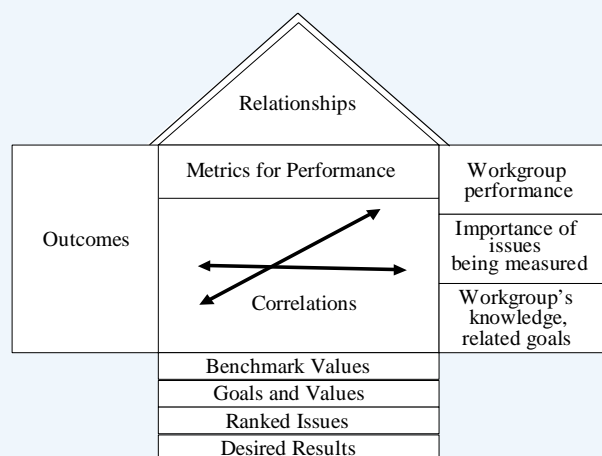 Relationships
Metrics for Performance
Outcomes
Correlations
Workgroup
performance
Importance of
issues
being measured
Workgroup's
knowledge,
related goals
Benchmark Values
Goals and Values
Ranked Issues
Desired Results